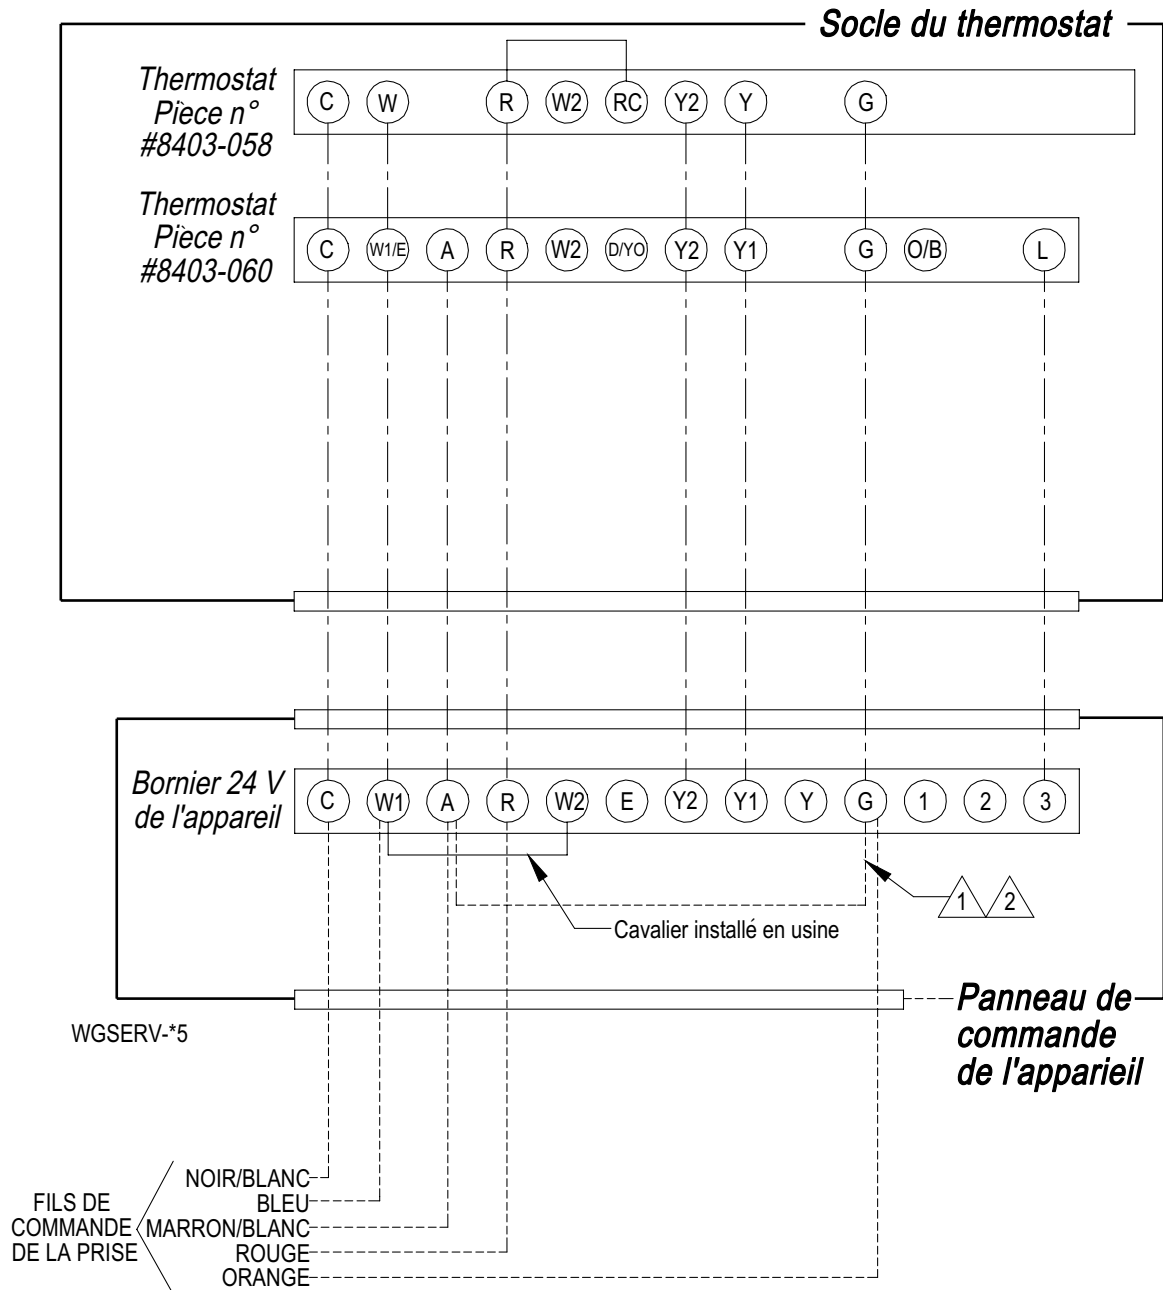 Socle du thermostat
Thermostat
Pièce n°
#8403-058
C W R W2 RC Y2 Y G
Thermostat
Pièce n°
#8403-060
C W1/E A R W2 D/YO Y2 Y1 G O/B L
Bornier 24 V
de l'appareil
C W1 A R W2 E Y2 Y1 Y G 1 2 3
1 2
Cavalier installé en usine
Panneau de
commande
de l'apparieil
WGSERV-*5
FILS DE
COMMANDE
DE LA PRISE
NOIR/BLANC
BLEU
MARRON/BLANC
ROUGE
ORANGE